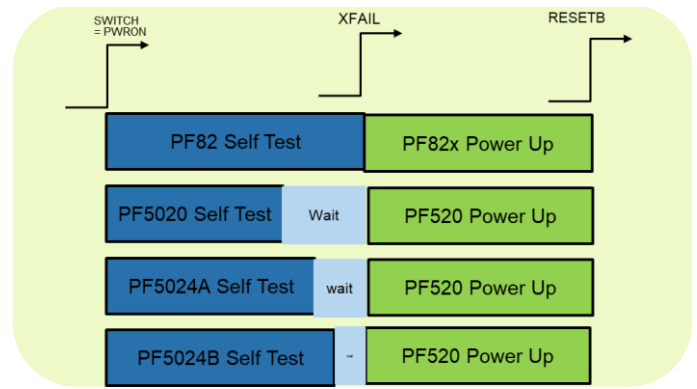 SWITCH
= PWRON
XFAIL
RESETB
PF82 Self Test
PF82x Power Up
PF5020 Self Test
Wait
PF520 Power Up
PF5024A Self Test
wait
PF520 Power Up
PF5024B Self Test
PF520 Power Up